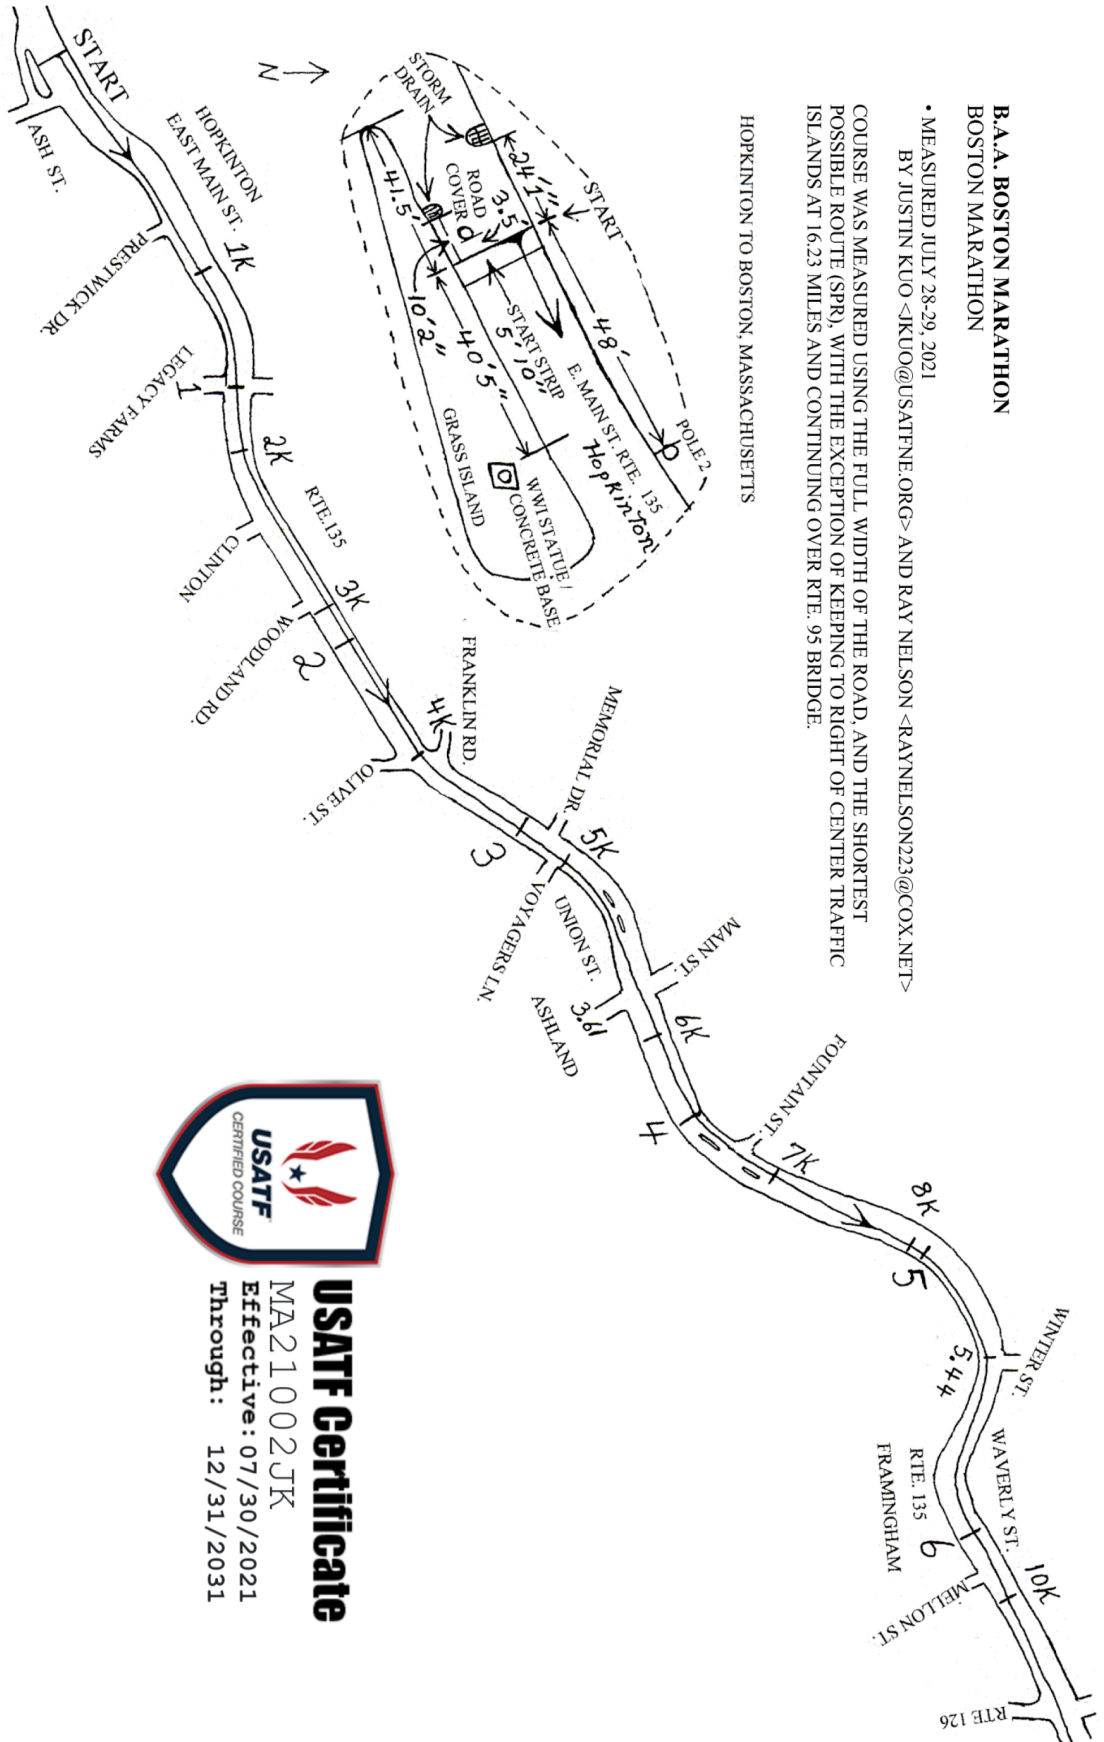 B.A.A. BOSTON MARATHON
BOSTON MARATHON
• MEASURED JULY 28-29, 2021
BY JUSTIN KUO <JKUO@USATFNE.ORG> AND RAY NELSON <RAYNELSON223@COX.NET>
COURSE WAS MEASURED USING THE FULL WIDTH OF THE ROAD, AND THE SHORTEST
POSSIBLE ROUTE (SPR), WITH THE EXCEPTION OF KEEPING TO RIGHT OF CENTER TRAFFIC
ISLANDS AT 16.23 MILES AND CONTINUING OVER RTE. 95 BRIDGE.
HOPKINTON TO BOSTON, MASSACHUSETTS
N
STORM
DRAIN
START
24'1"
48'
POLE 2
3.5'
ROAD
COVER
41.5'
10'2"
40'5"
START STRIP
5'10"
E. MAIN ST. RTE. 135
Hopkinton
GRASS ISLAND
WWI STATUE /
CONCRETE BASE
START
ASH ST.
HOPKINTON
EAST MAIN ST.
1K
PRESTWICK DR.
LEGACY FARMS
1
2K
RTE.135
CLINTON
3K
WOODLAND RD.
2
4K
FRANKLIN RD.
OLIVE ST.
3
MEMORIAL DR.
5K
VOYAGERS LN.
UNION ST.
MAIN ST.
3.61
ASHLAND
6K
4
FOUNTAIN ST.
7K
8K
5
WINTER ST.
5.44
WAVERLY ST.
RTE. 135
FRAMINGHAM
6
MELLON ST.
10K
RTE 126
USATF
CERTIFIED COURSE
USATF Certificate
MA21002JK
Effective: 07/30/2021
Through: 12/31/2031